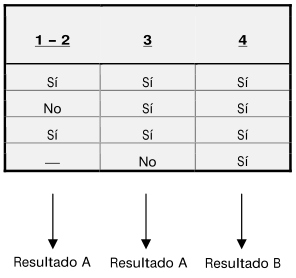 1 – 2 3 4
Sí Sí Sí
No Sí Sí
Sí Sí Sí
— No Sí
Resultado A Resultado A Resultado B